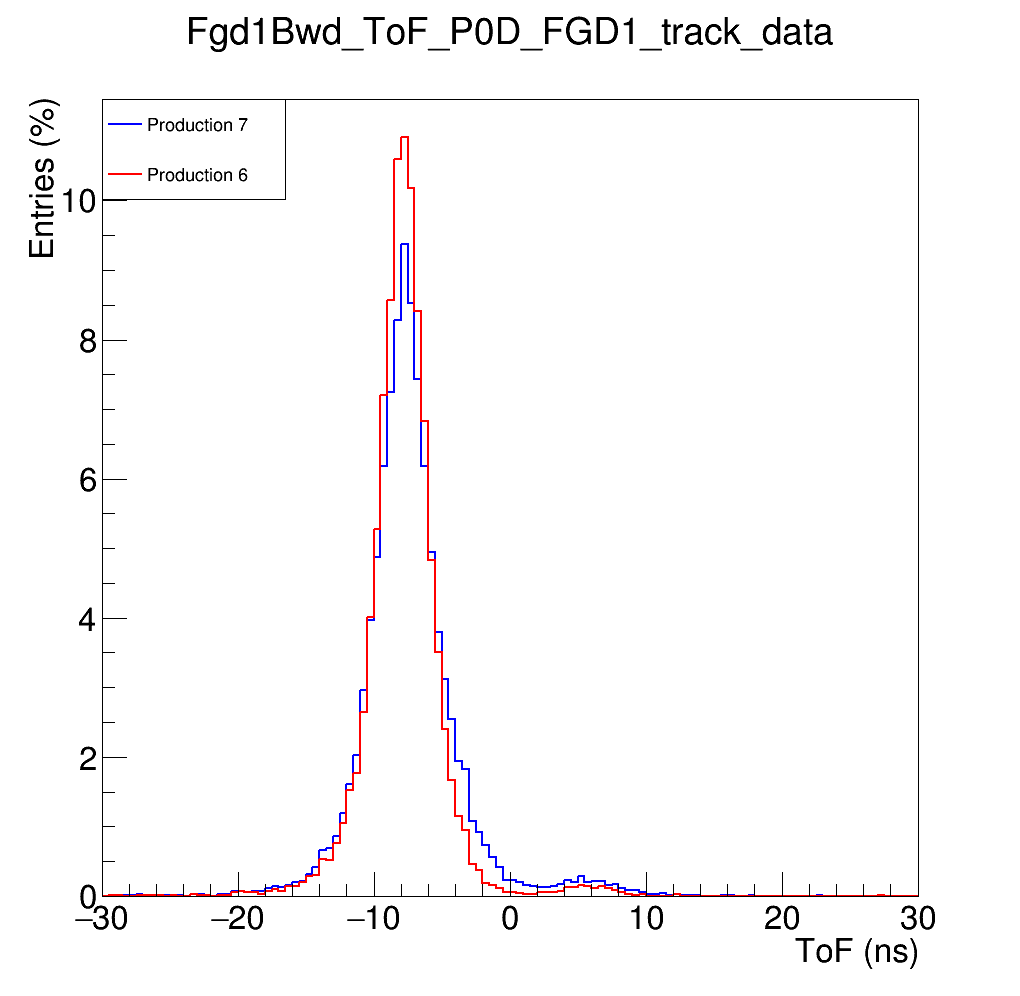 Fgd1Bwd_ToF_P0D_FGD1_track_data
Entries (%)
Production 7
Production 6
10
8
6
4
2
0
−30 −20 −10 0 10 20 30
ToF (ns)